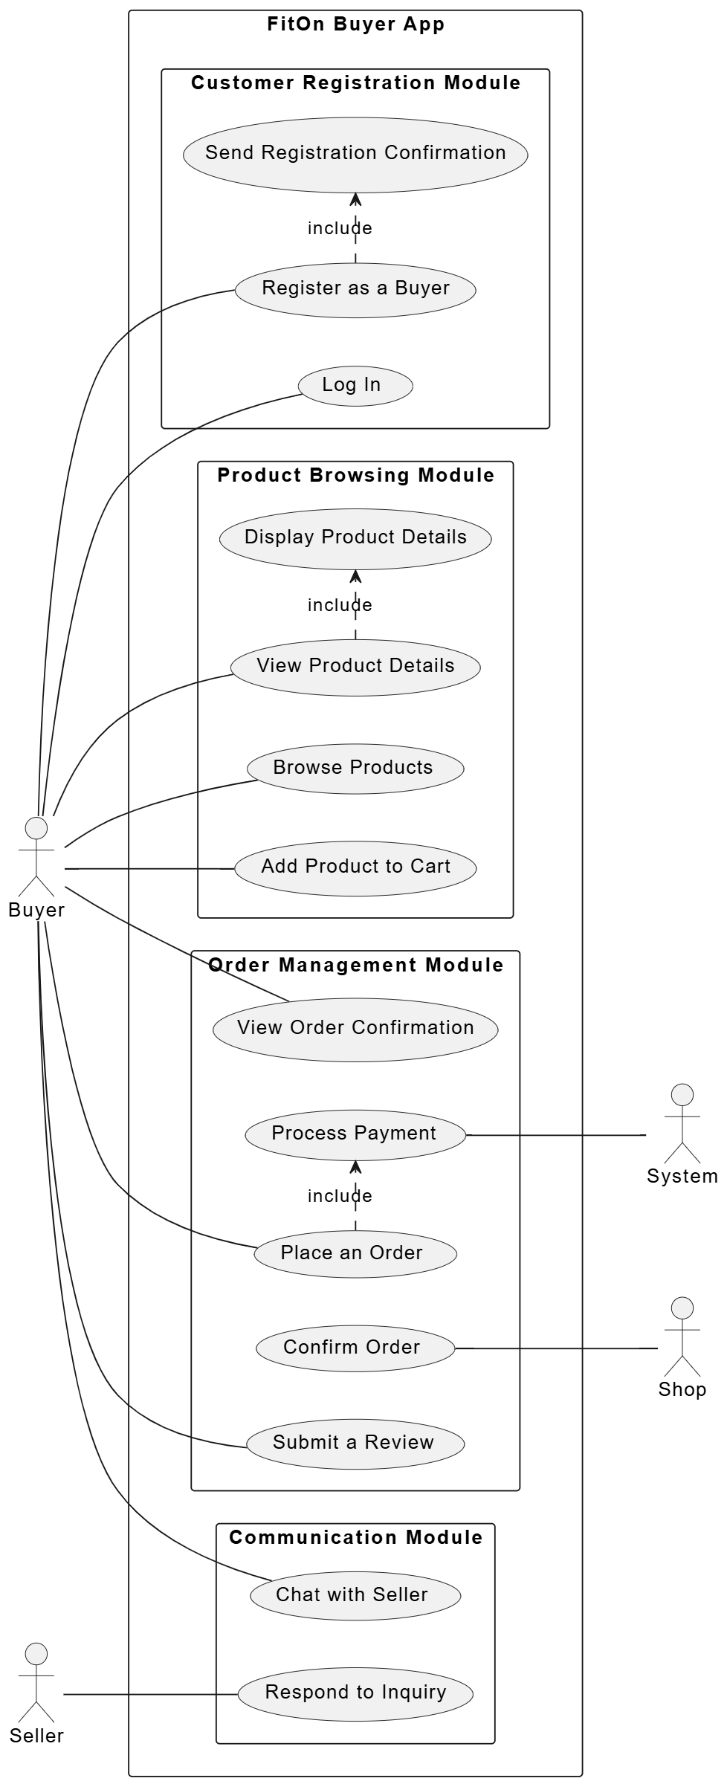 FitOn Buyer App
Customer Registration Module
Send Registration Confirmation
include
Register as a Buyer
Log In
Product Browsing Module
Display Product Details
include
View Product Details
Browse Products
Add Product to Cart
Buyer
Order Management Module
View Order Confirmation
Process Payment
System
include
Place an Order
Confirm Order
Shop
Submit a Review
Communication Module
Chat with Seller
Respond to Inquiry
Seller